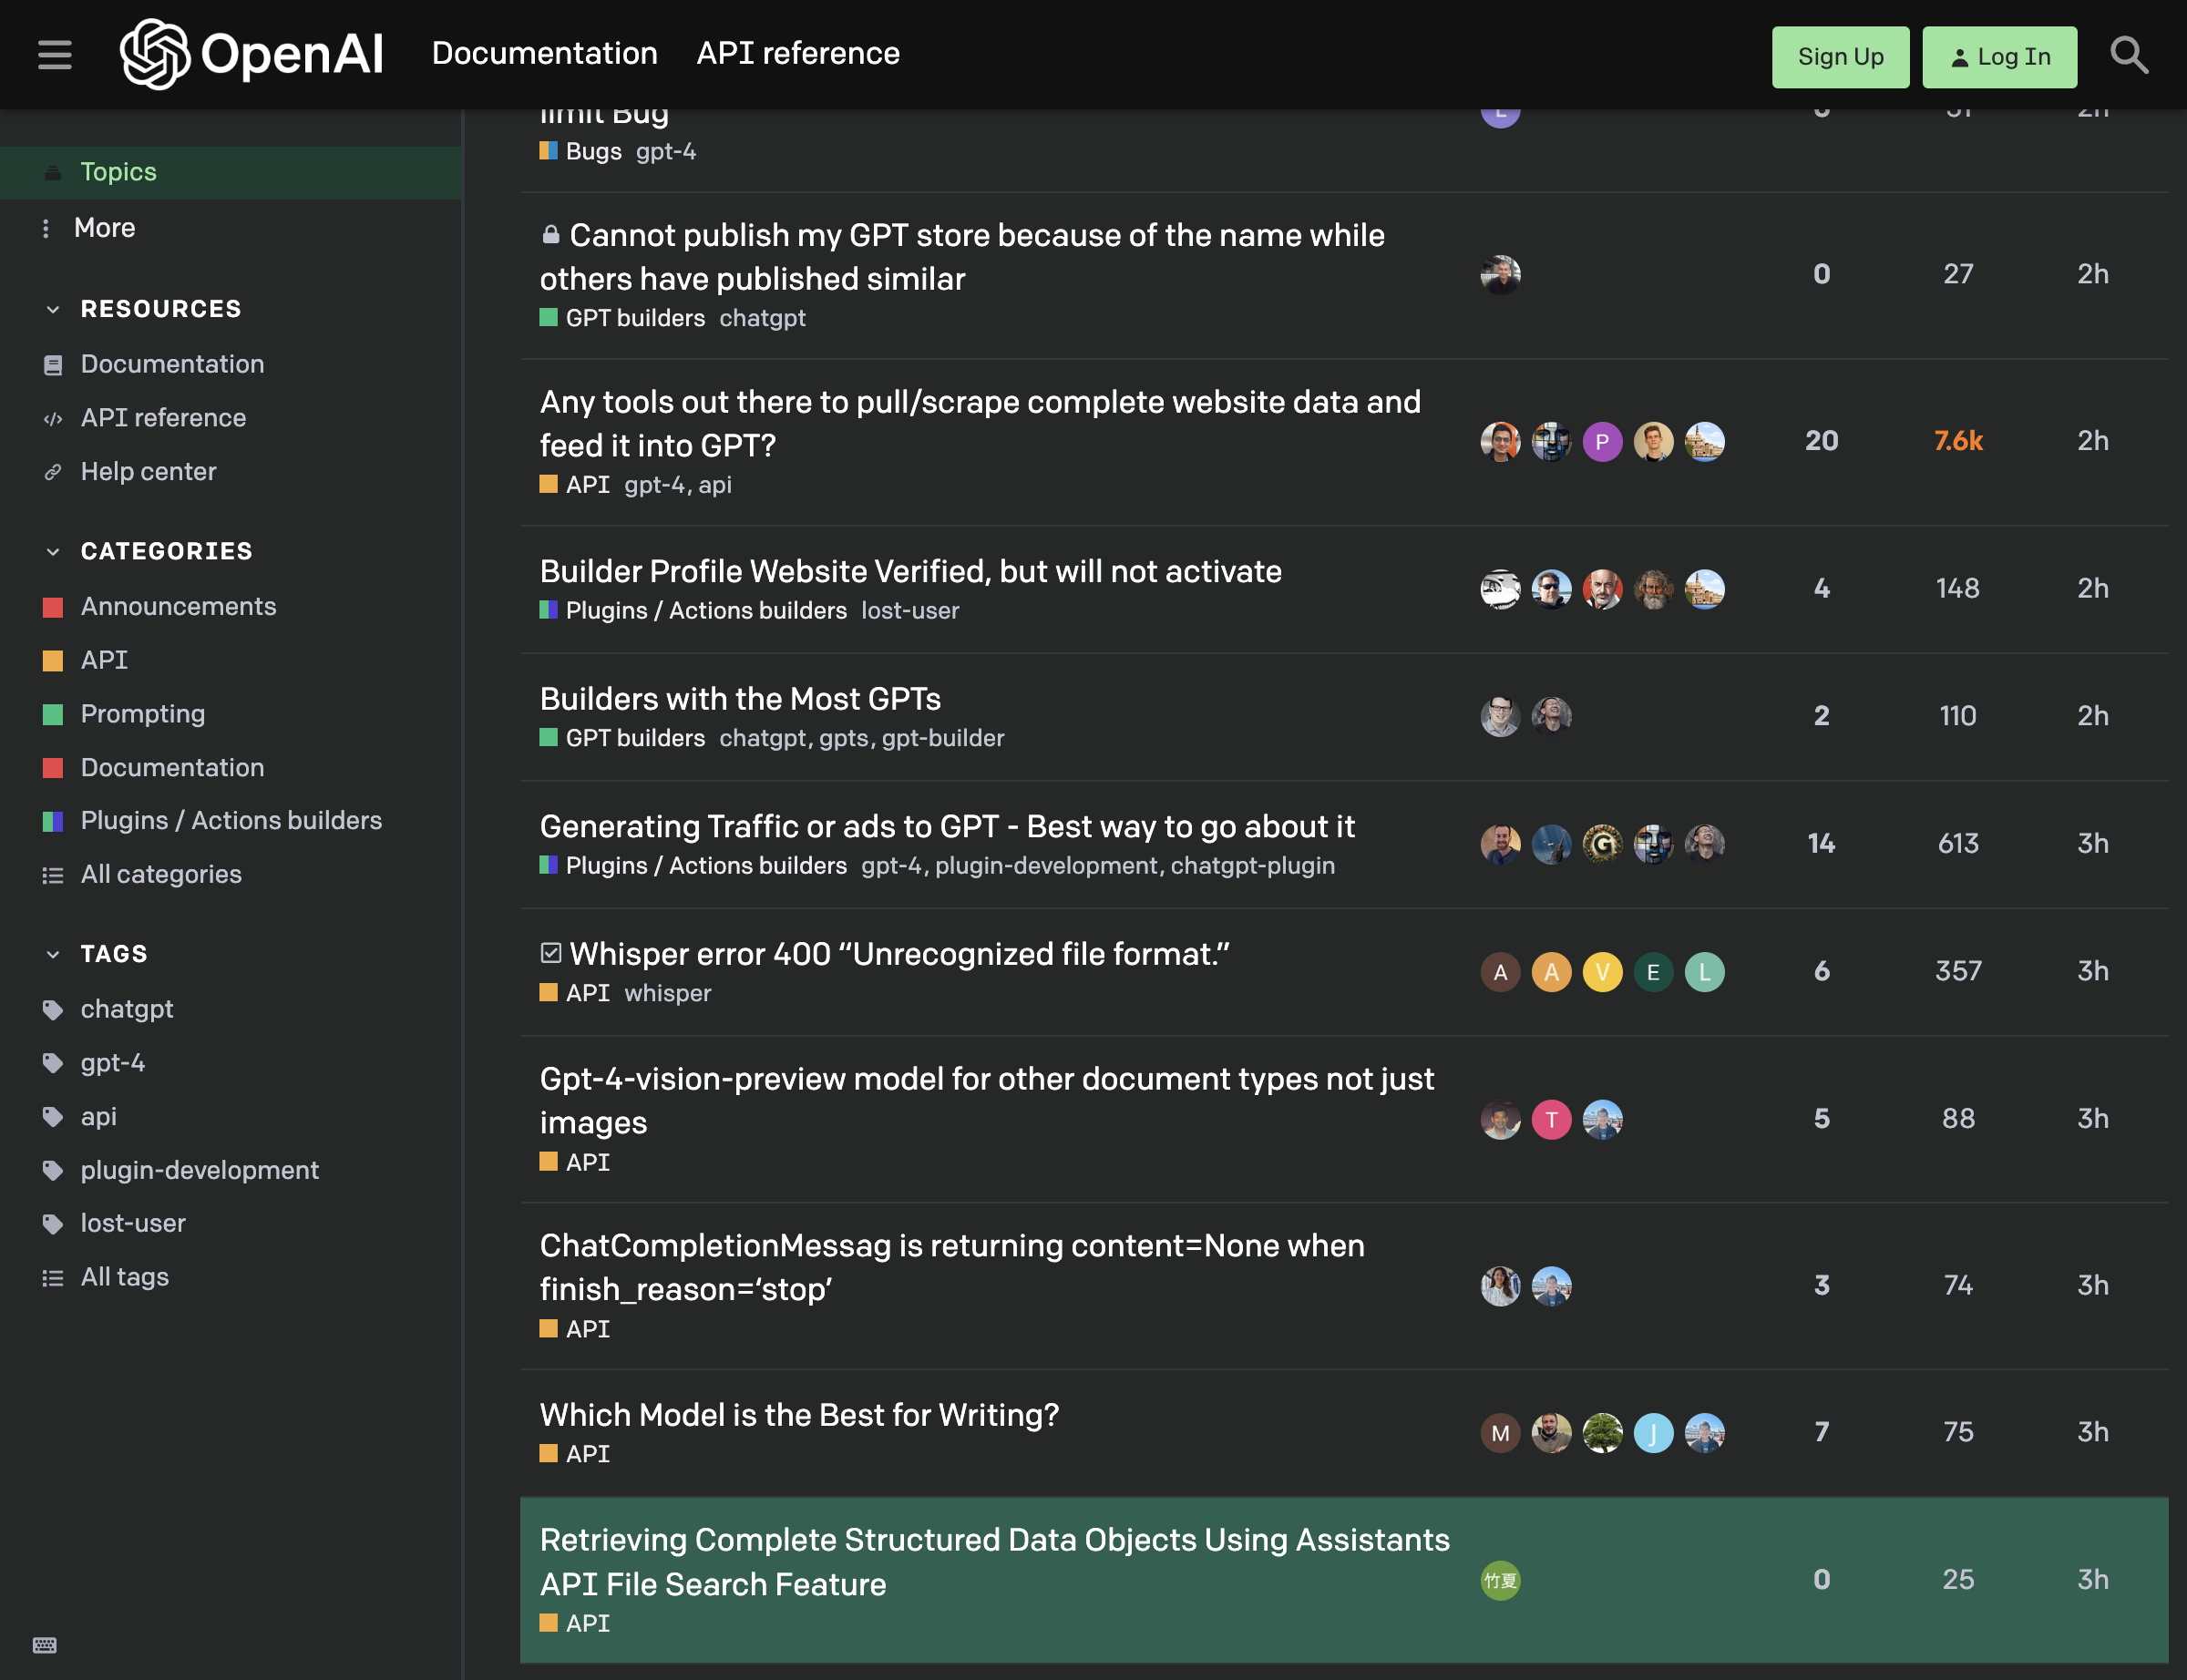 OpenAI
Documentation
API reference
Sign Up
Log In
Topics
More
RESOURCES
Documentation
API reference
Help center
CATEGORIES
Announcements
API
Prompting
Documentation
Plugins / Actions builders
All categories
TAGS
chatgpt
gpt-4
api
plugin-development
lost-user
All tags
limit Bug
Bugs gpt-4
Cannot publish my GPT store because of the name while
others have published similar
GPT builders chatgpt
0 27 2h
Any tools out there to pull/scrape complete website data and
feed it into GPT?
API gpt-4, api
P
20 7.6k 2h
Builder Profile Website Verified, but will not activate
Plugins / Actions builders lost-user
4 148 2h
Builders with the Most GPTs
GPT builders chatgpt, gpts, gpt-builder
2 110 2h
Generating Traffic or ads to GPT - Best way to go about it
Plugins / Actions builders gpt-4, plugin-development, chatgpt-plugin
G
14 613 3h
Whisper error 400 “Unrecognized file format.”
API whisper
A A V E L
6 357 3h
Gpt-4-vision-preview model for other document types not just
images
API
T
5 88 3h
ChatCompletionMessag is returning content=None when
finish_reason=‘stop’
API
3 74 3h
Which Model is the Best for Writing?
API
M J
7 75 3h
Retrieving Complete Structured Data Objects Using Assistants
API File Search Feature
API
竹夏
0 25 3h